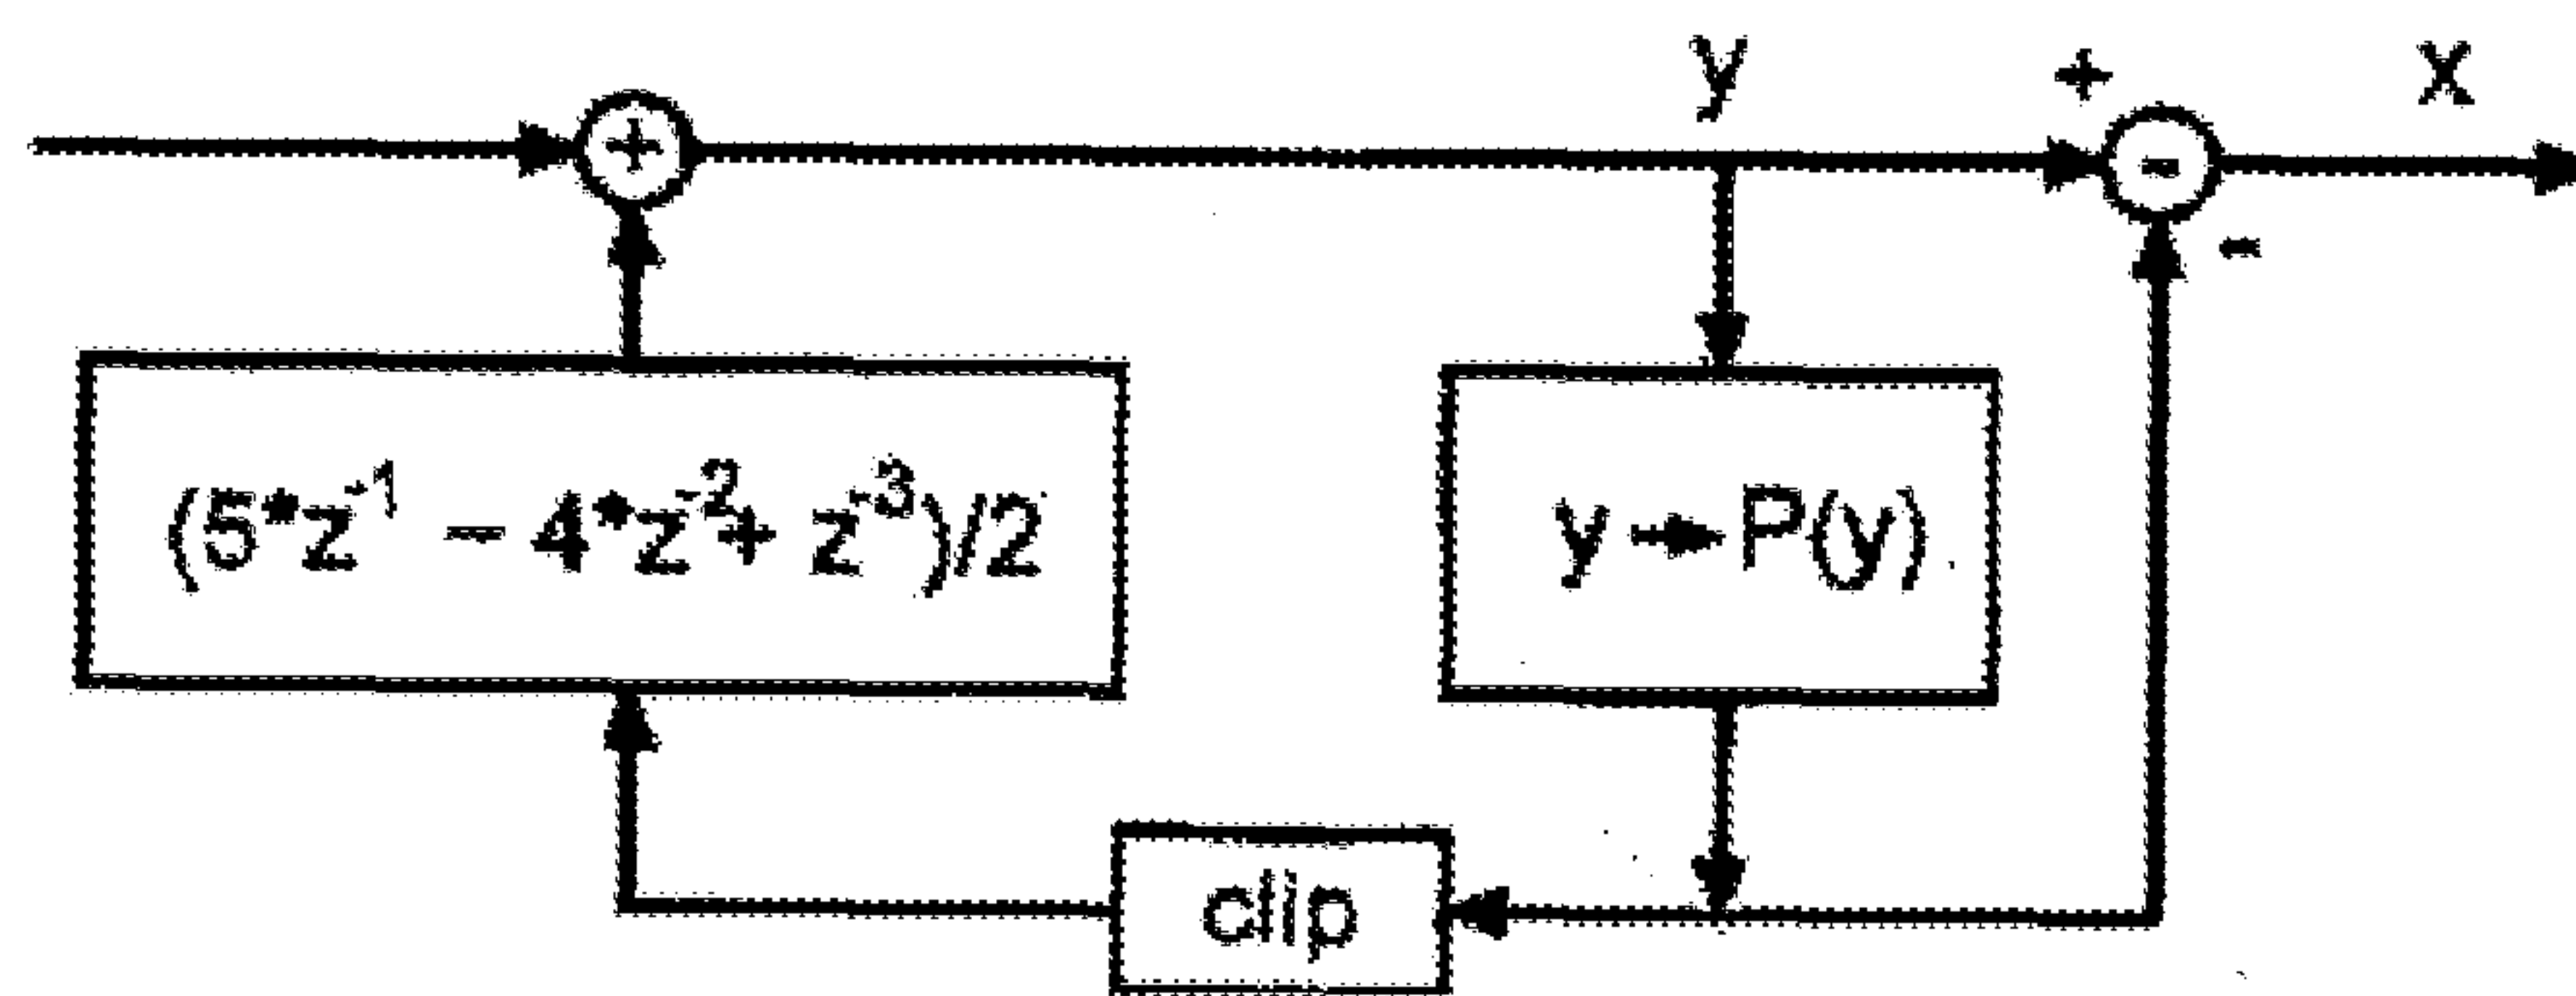 y + x
+ -
-
(5*z⁻¹ – 4*z⁻²+ z⁻³)/2
y→P(y)
clip